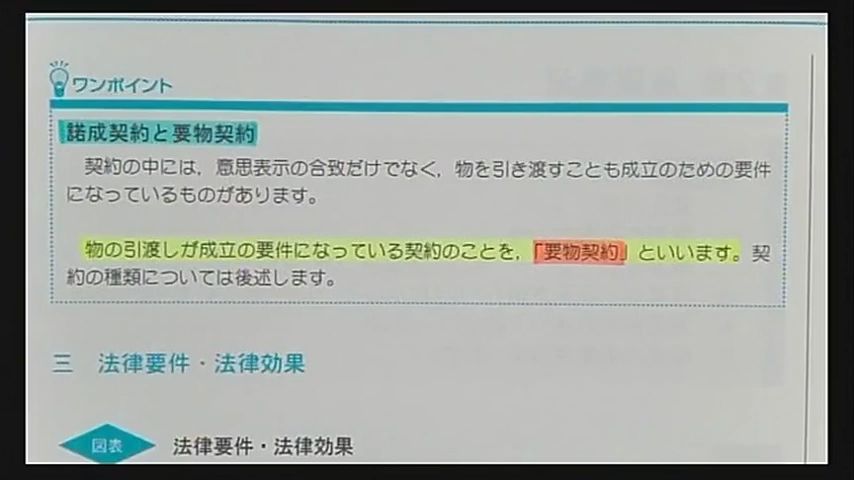 ワンポイント
諾成契約と要物契約
契約の中には，意思表示の合致だけでなく，物を引き渡すことも成立のための要件
になっているものがあります。
物の引渡しが成立の要件になっている契約のことを，「要物契約」といいます。契
約の種類については後述します。
三 法律要件・法律効果
図表 法律要件・法律効果